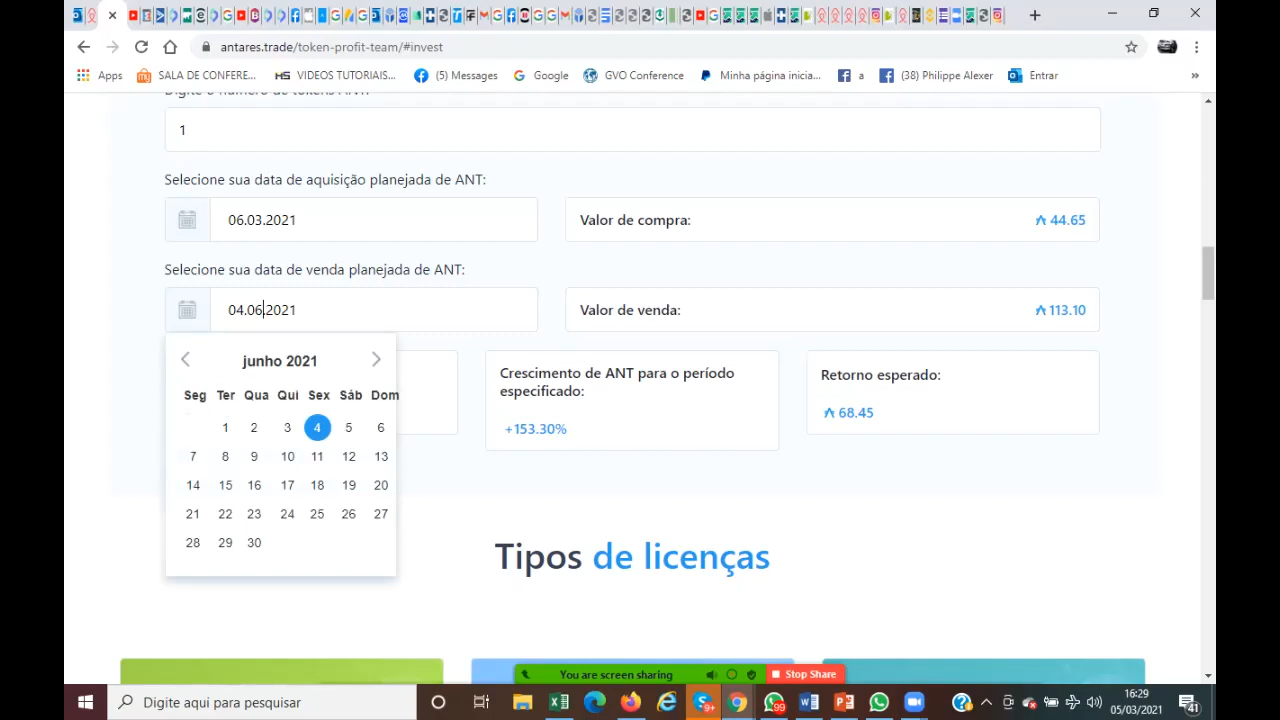 antares.trade/token-profit-team/#invest
Apps
SALA DE CONFERE...
VIDEOS TUTORIAIS...
(5) Messages
Google
GVO Conference
Minha página inicia...
a
(38) Philippe Alexer
Entrar
»
Digite o número de tokens ANT:
1
Selecione sua data de aquisição planejada de ANT:
06.03.2021
Valor de compra:
44.65
Selecione sua data de venda planejada de ANT:
04.06.2021
Valor de venda:
113.10
junho 2021
Seg Ter Qua Qui Sex Sáb Dom
1 2 3 4 5 6
7 8 9 10 11 12 13
14 15 16 17 18 19 20
21 22 23 24 25 26 27
28 29 30
Crescimento de ANT para o período
especificado:
+153.30%
Retorno esperado:
68.45
Tipos de licenças
You are screen sharing
Stop Share
Digite aqui para pesquisar
16:29
05/03/2021
41